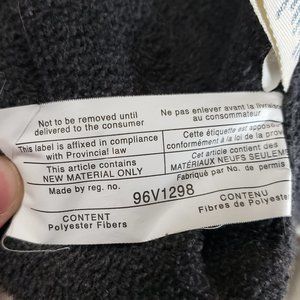 Not to be removed until
delivered to the consumer
Ne pas enlever avant la livraison
au consommateur
This label is affixed in compliance
with Provincial law
Cette étiquette est apposée
conformément à la loi de la
This article contains
NEW MATERIAL ONLY
Cet article contient des
MATÉRIAUX NEUFS SEULEMENT
Made by reg. no.
Fabriqué par No. de permis
96V1298
CONTENT
Polyester Fibers
CONTENU
Fibres de Polyester